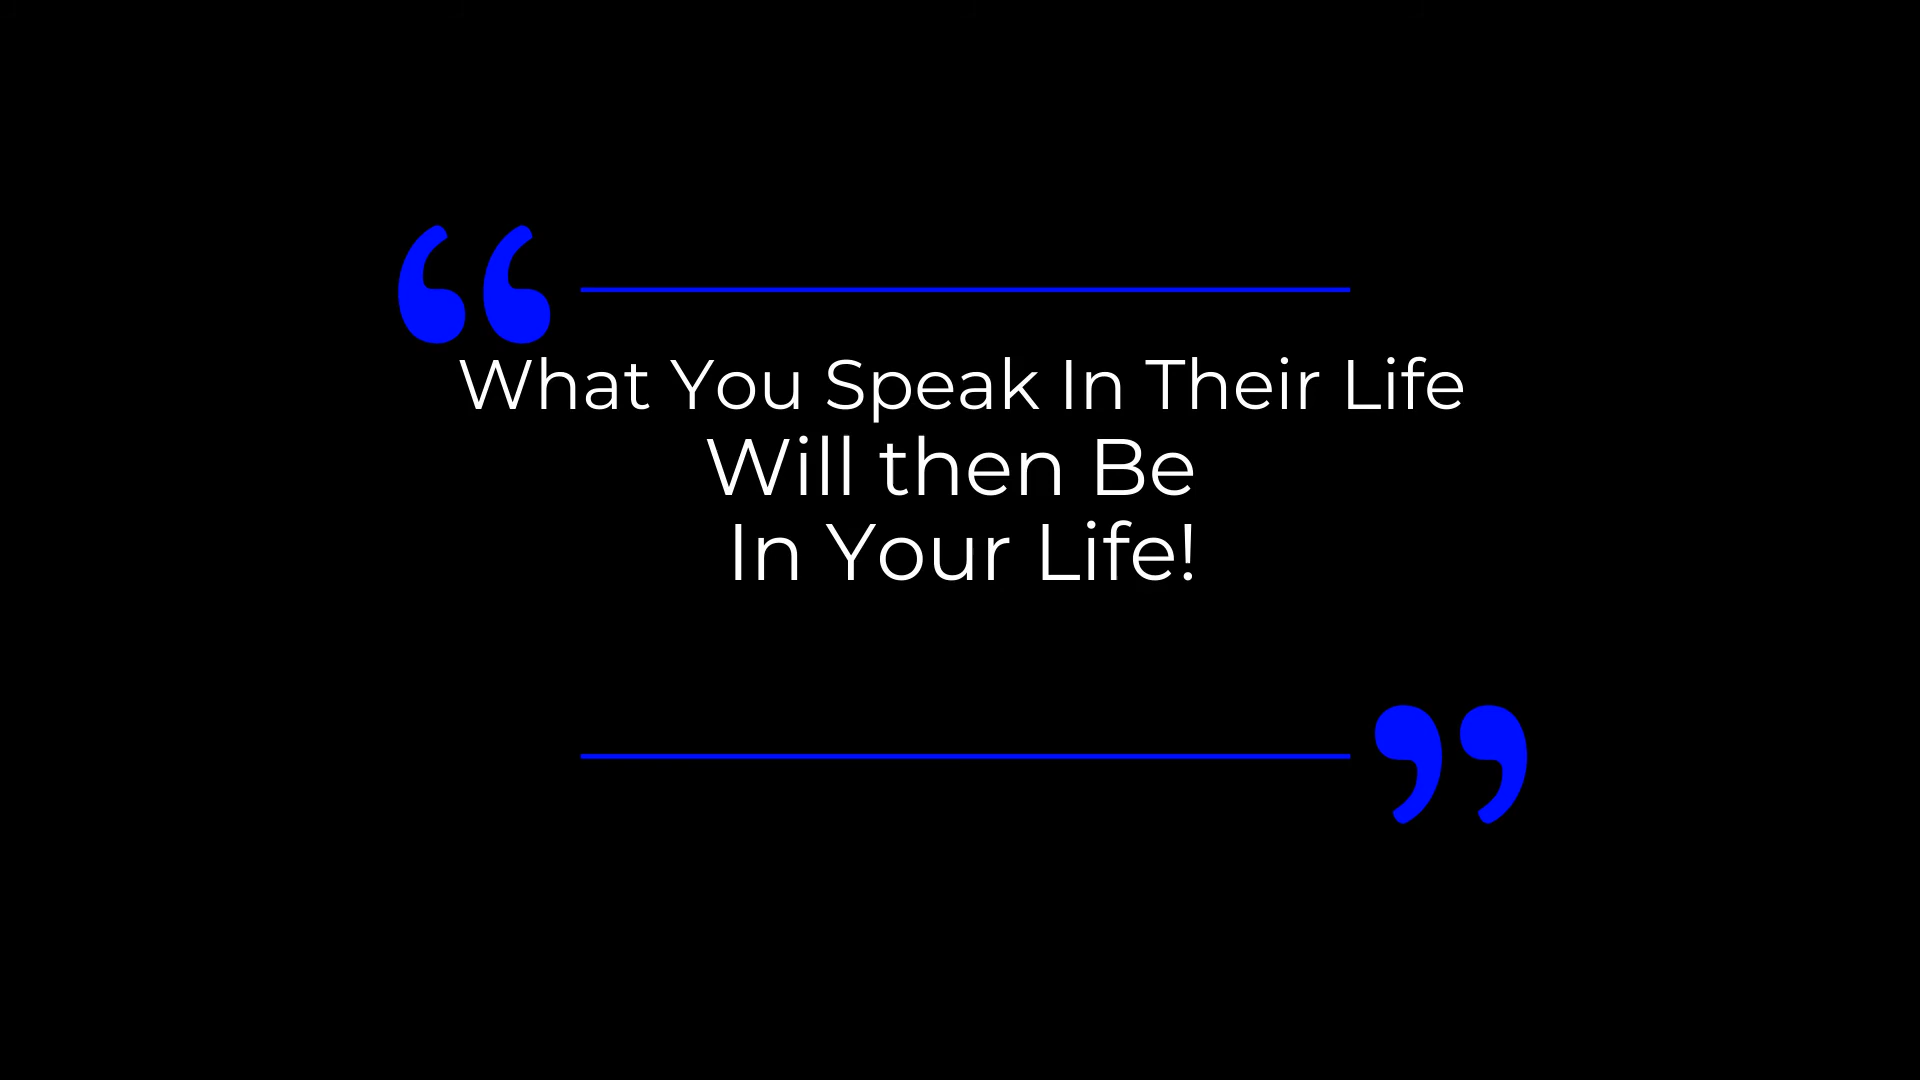 “
What You Speak In Their Life
Will then Be
In Your Life!
”